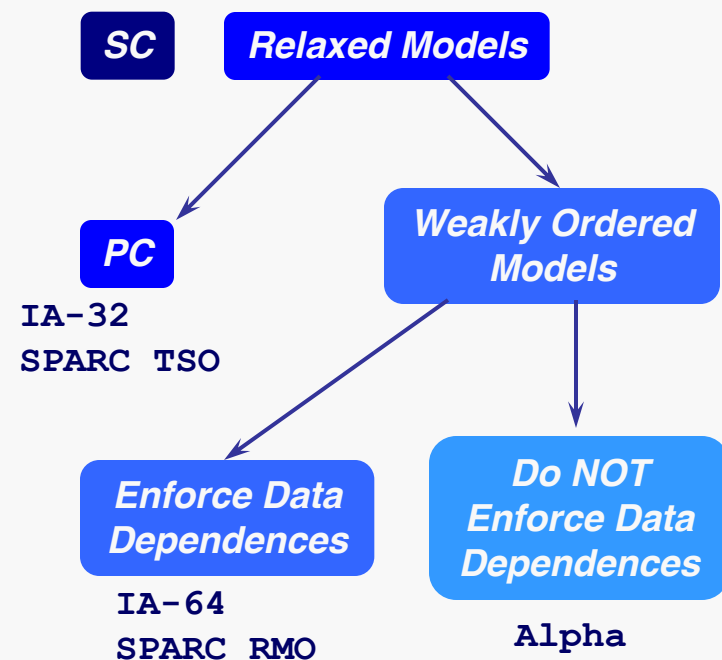 SC
Relaxed Models
PC
Weakly Ordered
Models
IA-32
SPARC TSO
Enforce Data
Dependences
Do NOT
Enforce Data
Dependences
IA-64
SPARC RMO
Alpha